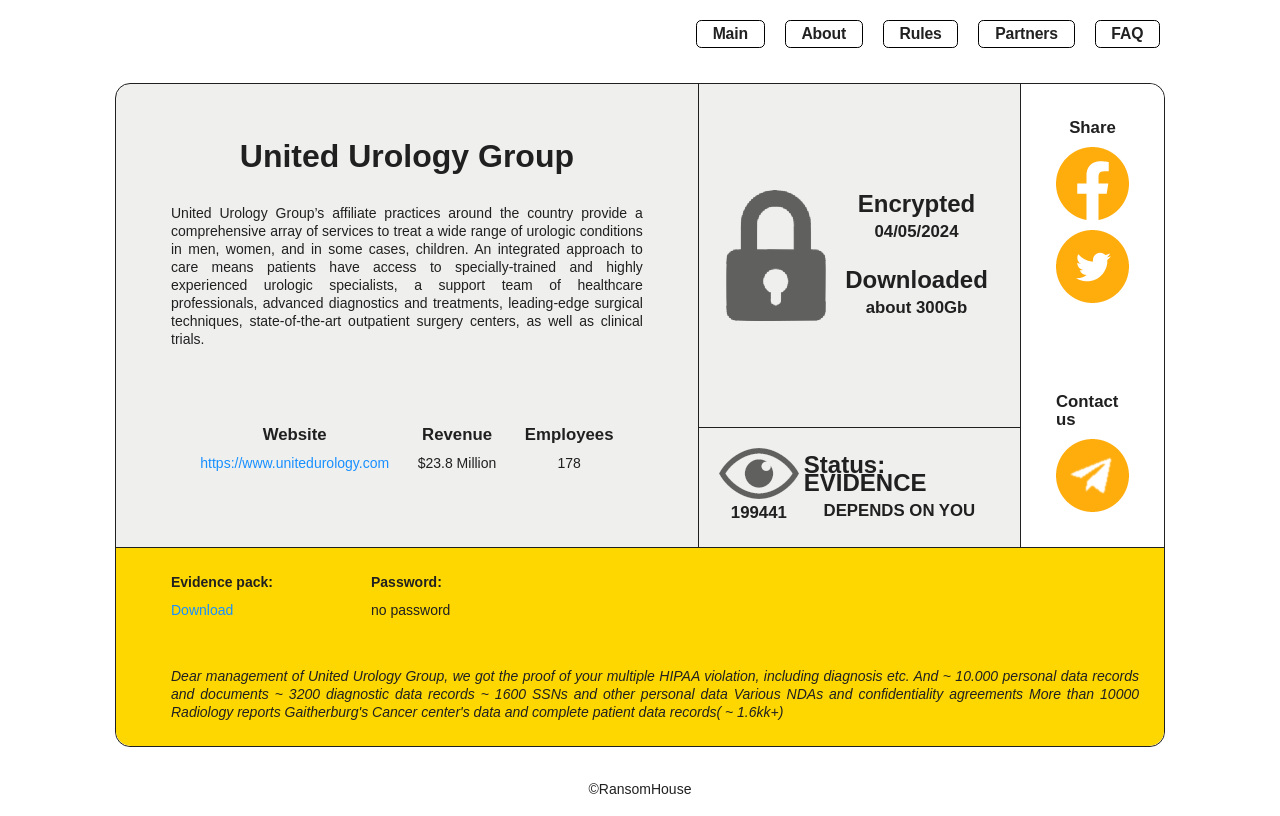 Main About Rules Partners FAQ
United Urology Group
United Urology Group's affiliate practices around the country provide a
comprehensive array of services to treat a wide range of urologic conditions
in men, women, and in some cases, children. An integrated approach to
care means patients have access to specially-trained and highly
experienced urologic specialists, a support team of healthcare
professionals, advanced diagnostics and treatments, leading-edge surgical
techniques, state-of-the-art outpatient surgery centers, as well as clinical
trials.
Website Revenue Employees
https://www.unitedurology.com $23.8 Million 178
Encrypted
04/05/2024
Downloaded
about 300Gb
Status:
EVIDENCE
199441 DEPENDS ON YOU
Share
Contact
us
Evidence pack: Password:
Download no password
Dear management of United Urology Group, we got the proof of your multiple HIPAA violation, including diagnosis etc. And ~ 10.000 personal data records
and documents ~ 3200 diagnostic data records ~ 1600 SSNs and other personal data Various NDAs and confidentiality agreements More than 10000
Radiology reports Gaitherburg's Cancer center's data and complete patient data records( ~ 1.6kk+)
©RansomHouse